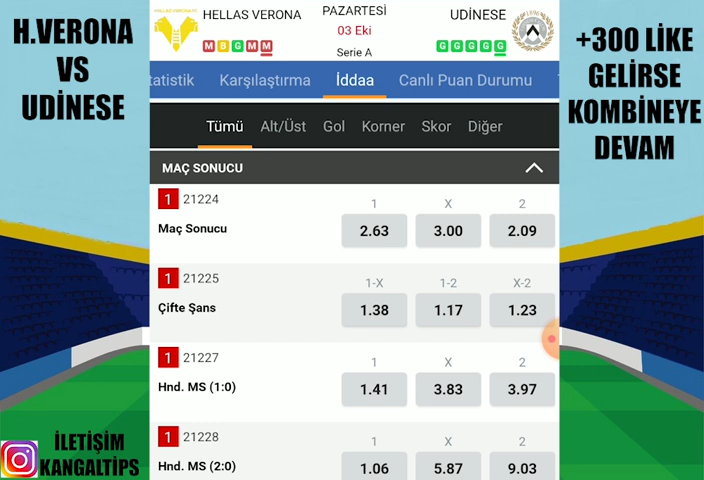 H.VERONA
VS
UDİNESE
HELLAS VERONA
M B G M M
PAZARTESİ
03 Eki
Serie A
UDİNESE
G G G G G
+300 LİKE
GELİRSE
KOMBİNEYE
DEVAM
tatistik Karşılaştırma İddaa Canlı Puan Durumu
Tümü Alt/Üst Gol Korner Skor Diğer
MAÇ SONUCU
1 21224
Maç Sonucu
1 X 2
2.63 3.00 2.09
1 21225
Çifte Şans
1-X 1-2 X-2
1.38 1.17 1.23
1 21227
Hnd. MS (1:0)
1 X 2
1.41 3.83 3.97
1 21228
Hnd. MS (2:0)
1 X 2
1.06 5.87 9.03
İLETİŞİM
KANGALTİPS